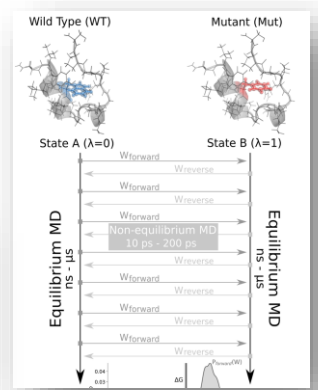 Wild Type (WT)
Mutant (Mut)
State A (λ=0)
State B (λ=1)
Wforward
Wreverse
Wforward
Wreverse
Wforward
Non-equilibrium MD
10 ps - 200 ps
Wreverse
Wforward
Wreverse
Wforward
Wreverse
Wforward
Wreverse
Wforward
Wreverse
Equilibrium MD
ns - μs
Equilibrium MD
ns - μs
0.04
0.03
ΔG
Pforward(W)